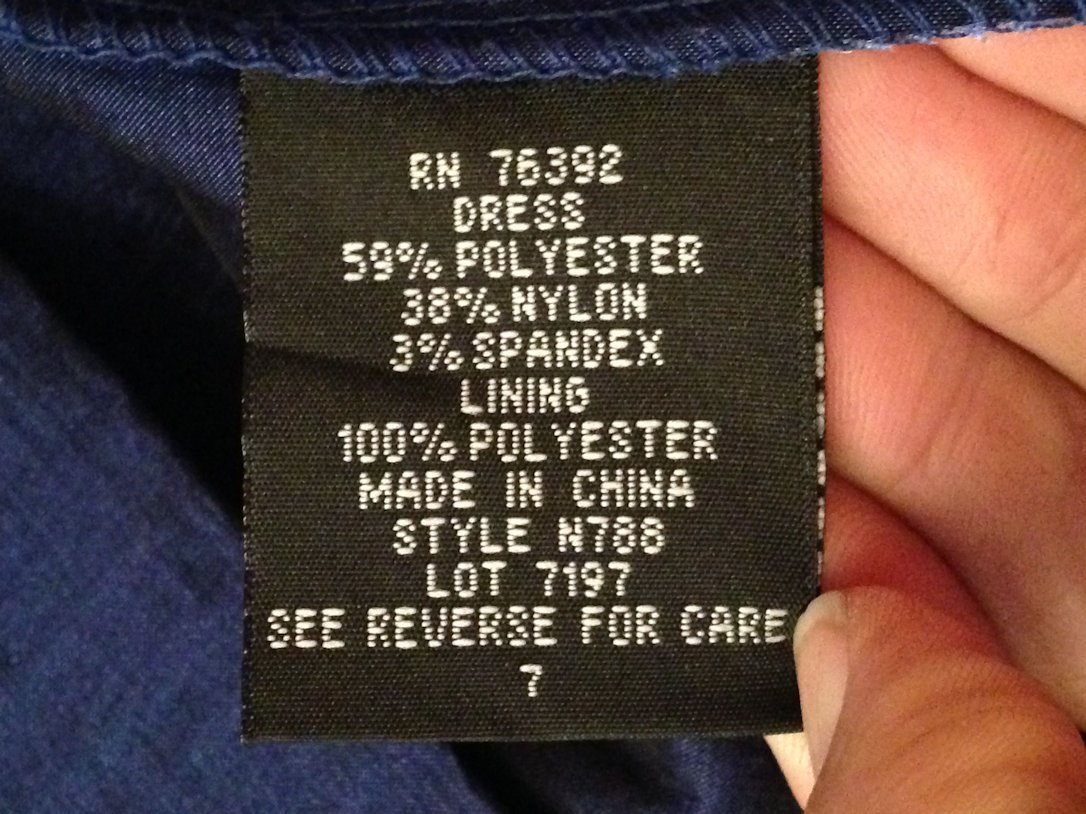 RN 76392
DRESS
59% POLYESTER
38% NYLON
3% SPANDEX
LINING
100% POLYESTER
MADE IN CHINA
STYLE N788
LOT 7197
SEE REVERSE FOR CARE
7